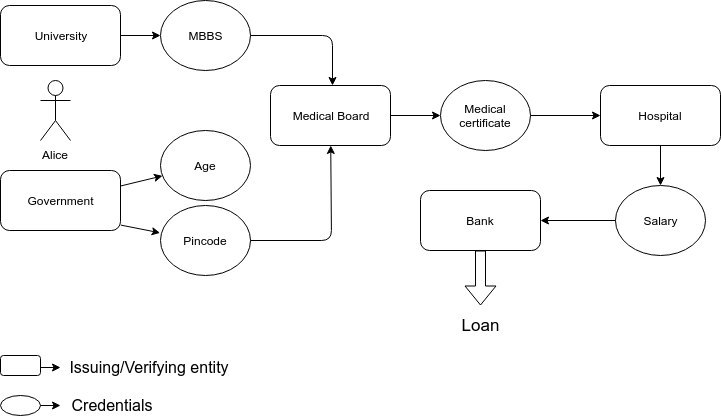 University
MBBS
Alice
Medical Board
Medical
certificate
Hospital
Age
Government
Pincode
Bank
Salary
Loan
Issuing/Verifying entity
Credentials